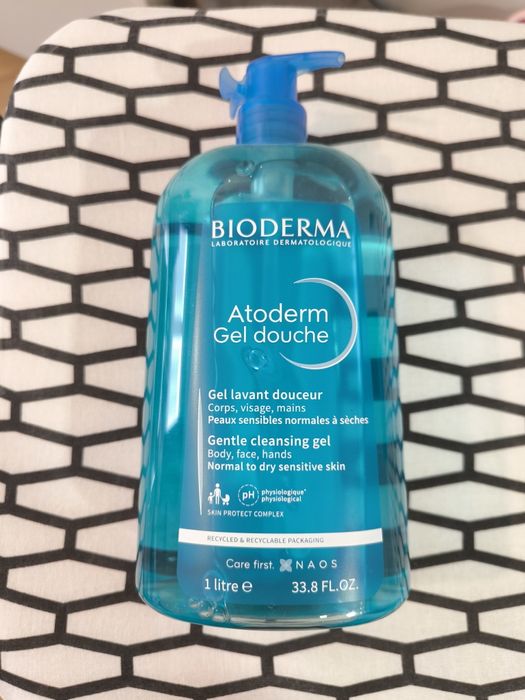 BIODERMA
LABORATOIRE DERMATOLOGIQUE
Atoderm
Gel douche
Gel lavant douceur
Corps, visage, mains
Peaux sensibles normales à sèches
Gentle cleansing gel
Body, face, hands
Normal to dry sensitive skin
pH physiologique*
physiological
SKIN PROTECT COMPLEX
RECYCLED & RECYCLABLE PACKAGING
Care first. NAOS
1 litre e 33.8 FL.OZ.